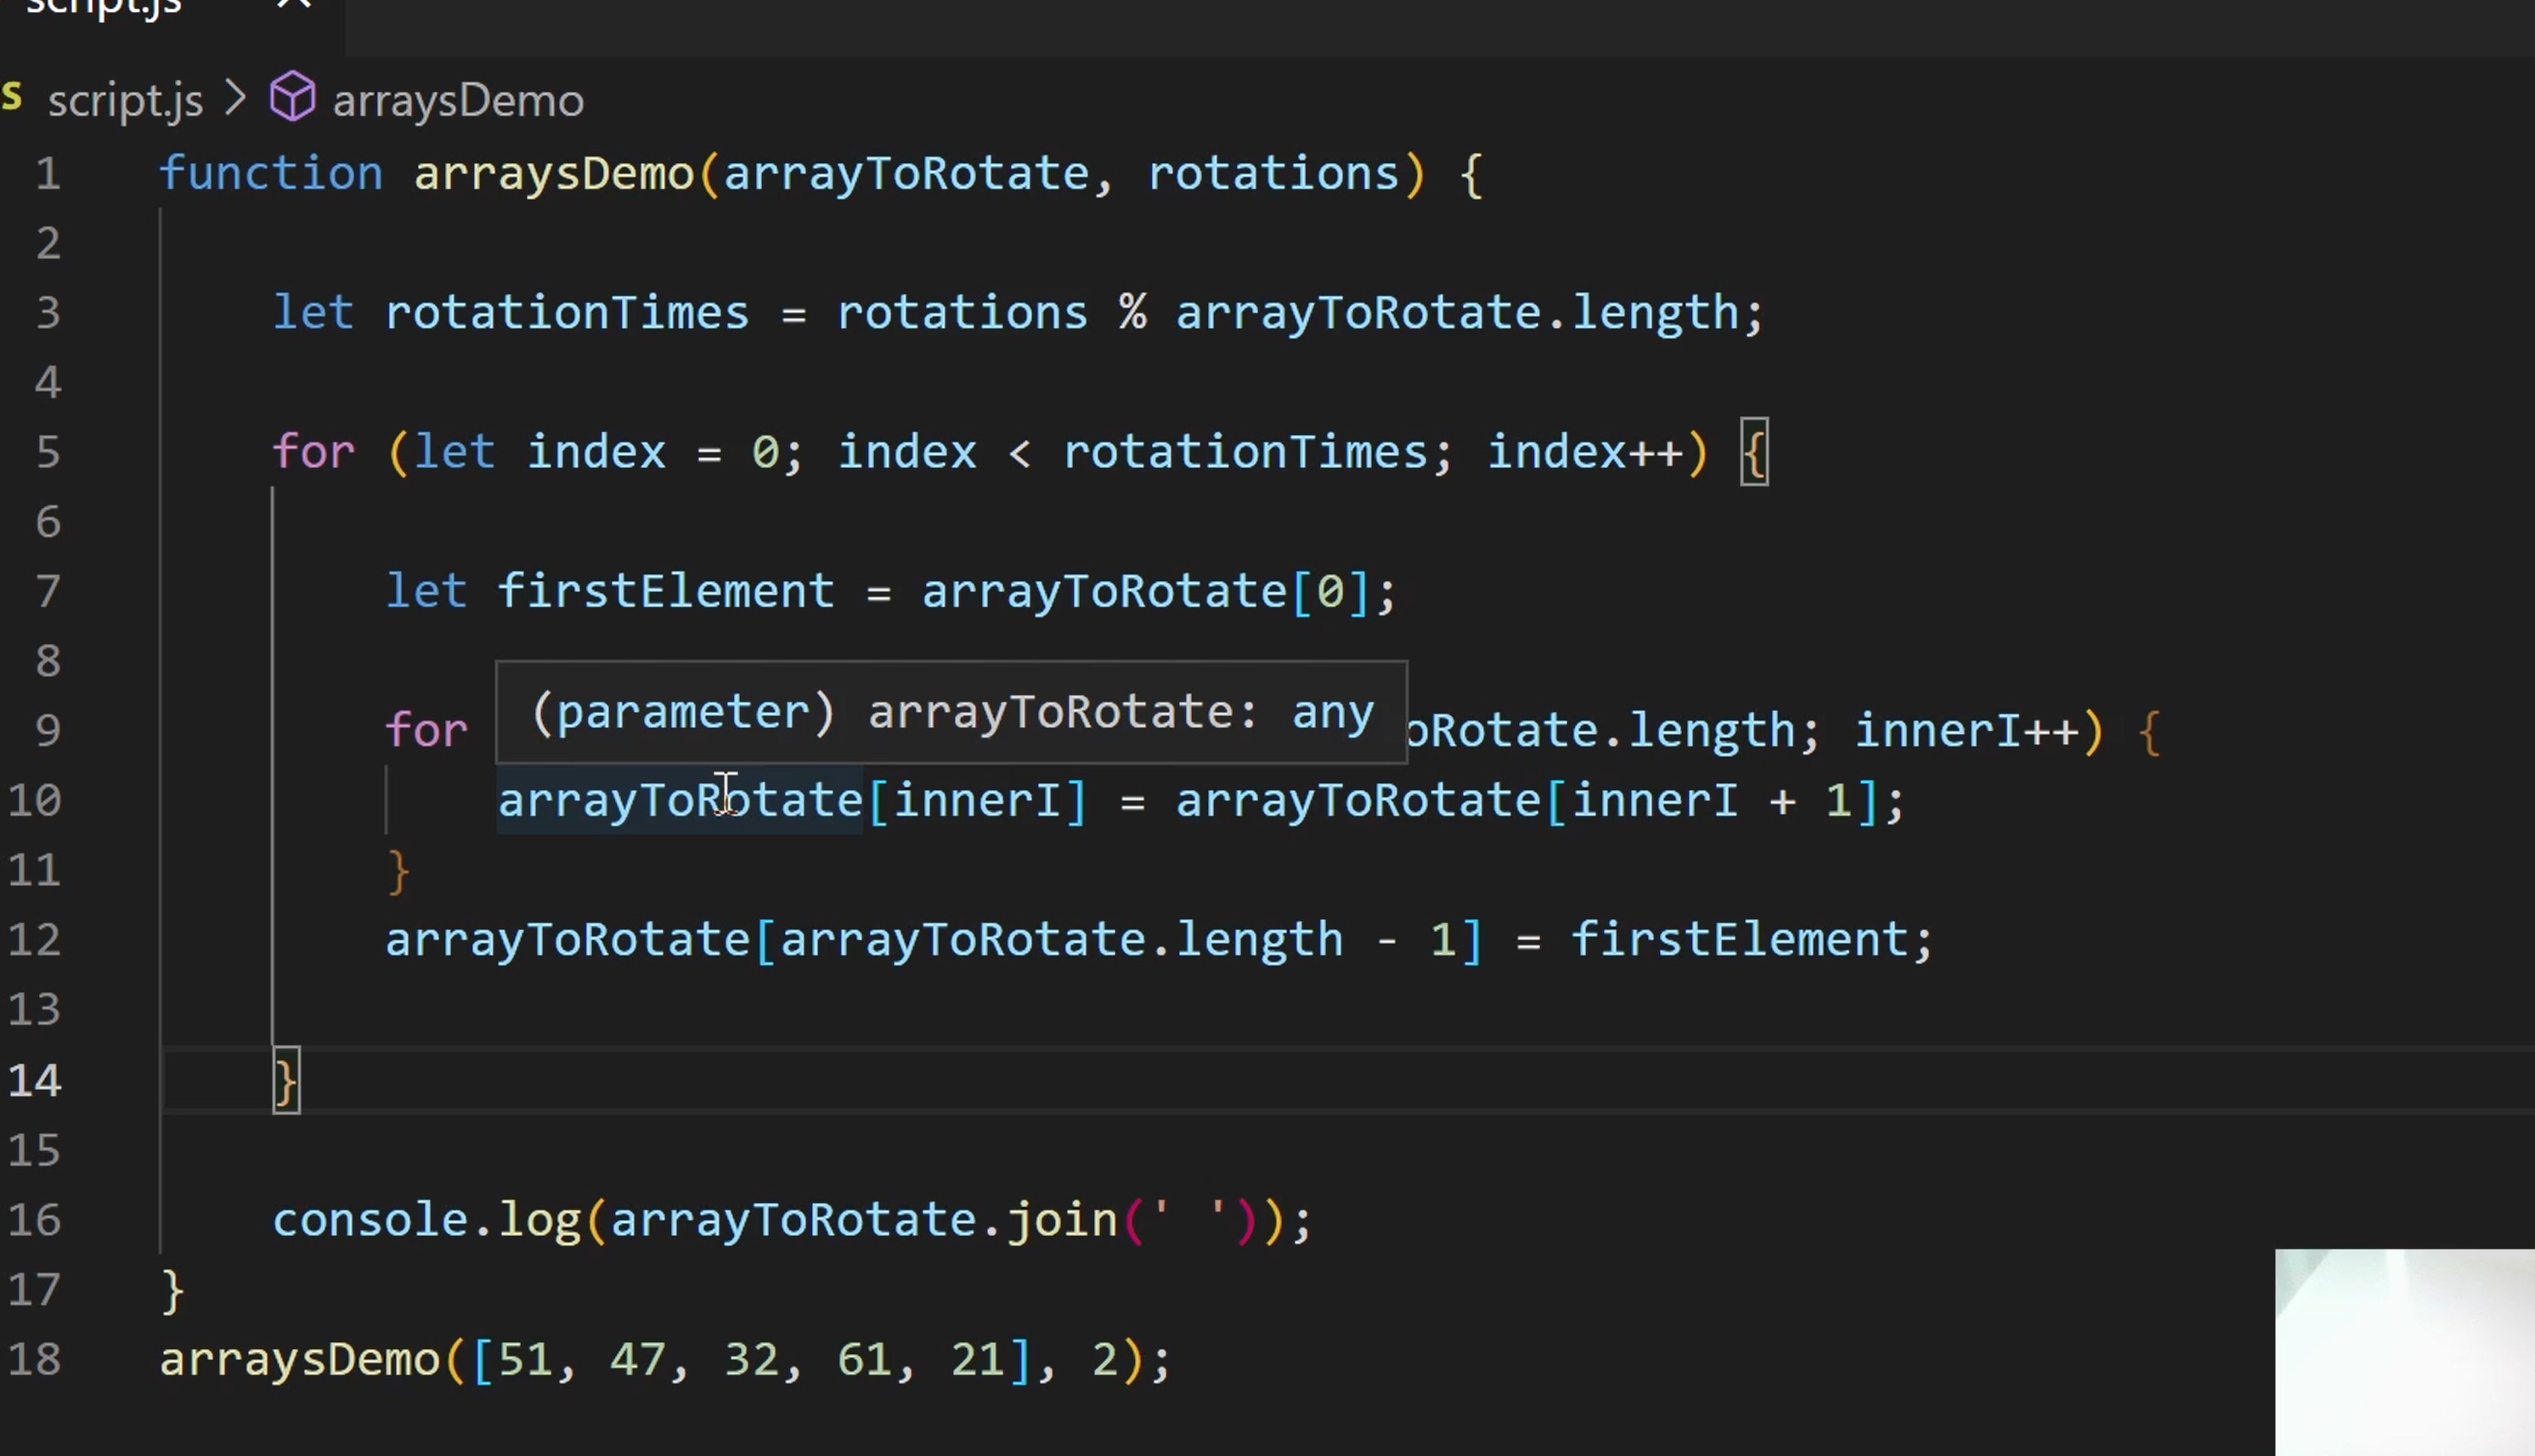 script.js
S script.js > arraysDemo
1 function arraysDemo(arrayToRotate, rotations) {
2
3 let rotationTimes = rotations % arrayToRotate.length;
4
5 for (let index = 0; index < rotationTimes; index++) {
6
7 let firstElement = arrayToRotate[0];
8
(parameter) arrayToRotate: any
9 for oRotate.length; innerI++) {
10 arrayToRotate[innerI] = arrayToRotate[innerI + 1];
11 }
12 arrayToRotate[arrayToRotate.length - 1] = firstElement;
13
14 }
15
16 console.log(arrayToRotate.join(' '));
17 }
18 arraysDemo([51, 47, 32, 61, 21], 2);